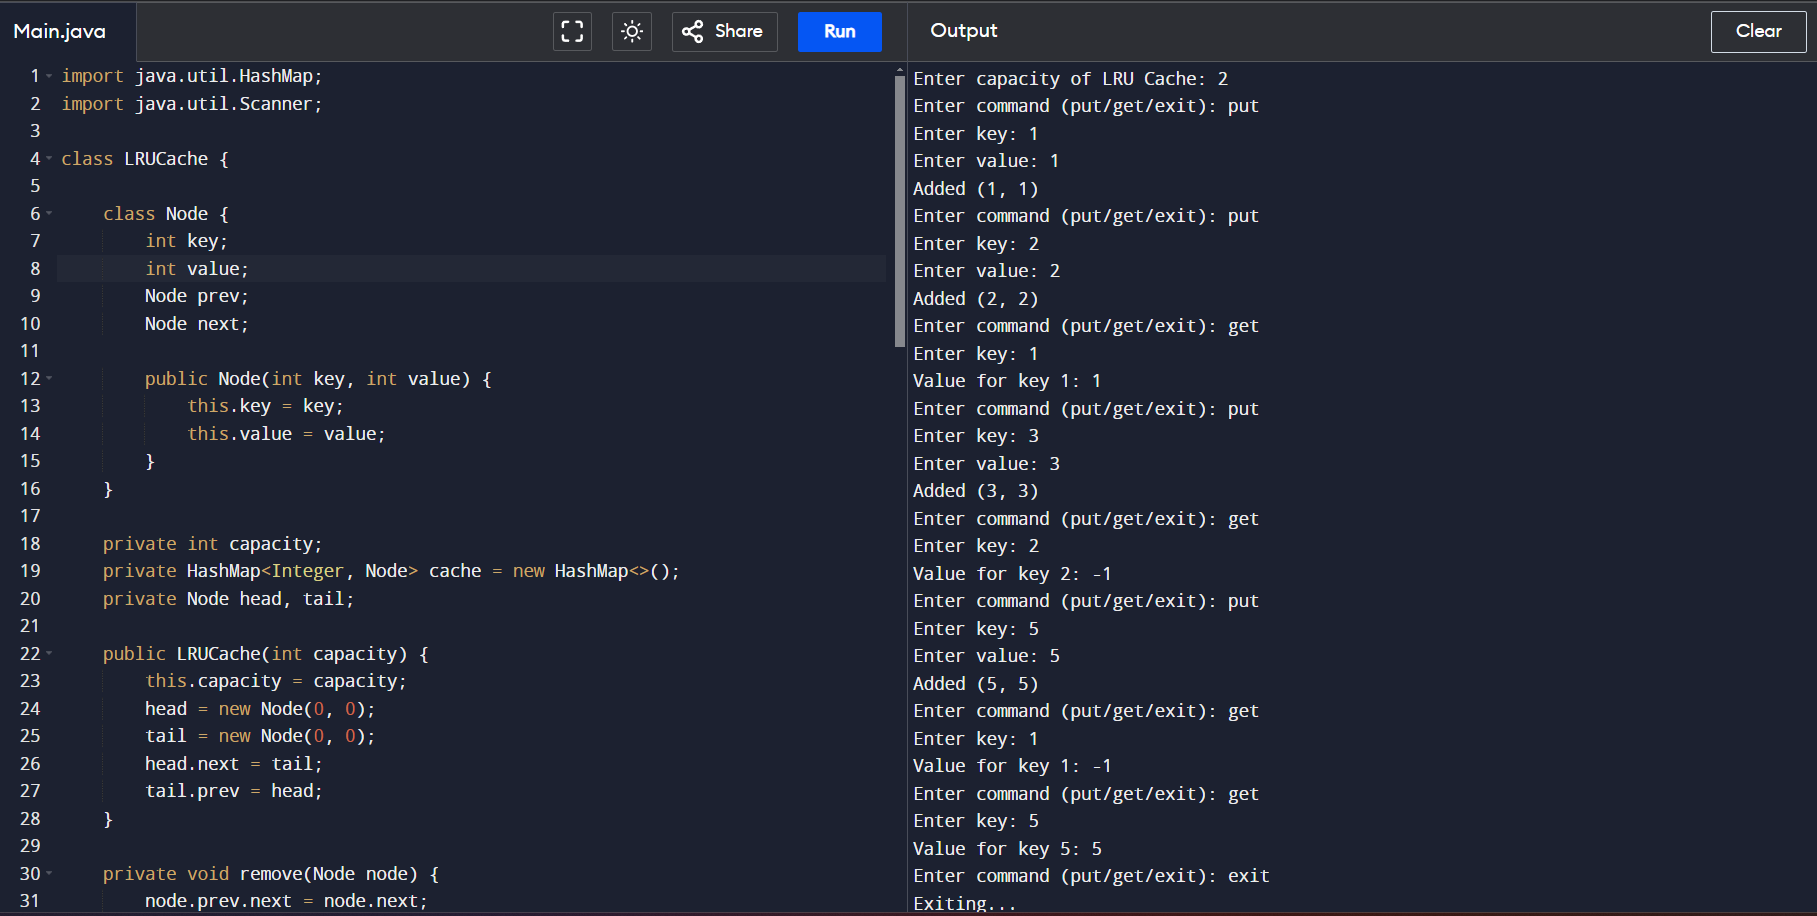 Main.java
Share
Run
Output
Clear
1 import java.util.HashMap;
2 import java.util.Scanner;
3
4 class LRUCache {
5
6     class Node {
7         int key;
8         int value;
9         Node prev;
10         Node next;
11
12         public Node(int key, int value) {
13             this.key = key;
14             this.value = value;
15         }
16     }
17
18     private int capacity;
19     private HashMap<Integer, Node> cache = new HashMap<>();
20     private Node head, tail;
21
22     public LRUCache(int capacity) {
23         this.capacity = capacity;
24         head = new Node(0, 0);
25         tail = new Node(0, 0);
26         head.next = tail;
27         tail.prev = head;
28     }
29
30     private void remove(Node node) {
31         node.prev.next = node.next;
Enter capacity of LRU Cache: 2
Enter command (put/get/exit): put
Enter key: 1
Enter value: 1
Added (1, 1)
Enter command (put/get/exit): put
Enter key: 2
Enter value: 2
Added (2, 2)
Enter command (put/get/exit): get
Enter key: 1
Value for key 1: 1
Enter command (put/get/exit): put
Enter key: 3
Enter value: 3
Added (3, 3)
Enter command (put/get/exit): get
Enter key: 2
Value for key 2: -1
Enter command (put/get/exit): put
Enter key: 5
Enter value: 5
Added (5, 5)
Enter command (put/get/exit): get
Enter key: 1
Value for key 1: -1
Enter command (put/get/exit): get
Enter key: 5
Value for key 5: 5
Enter command (put/get/exit): exit
Exiting...